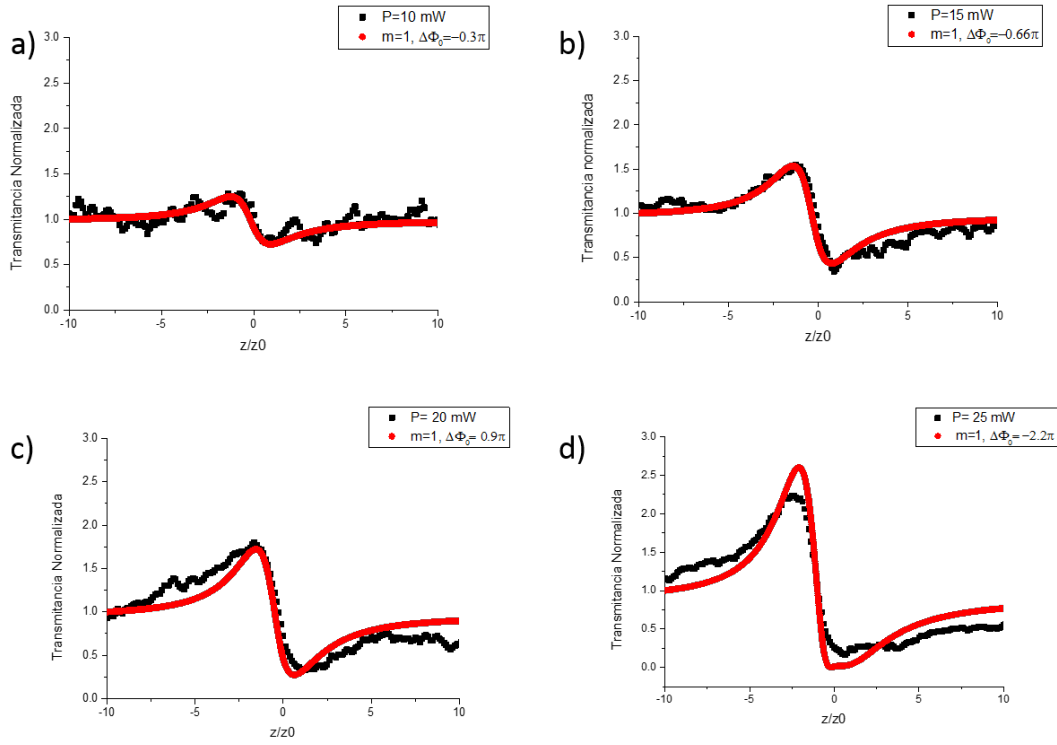 a)
P=10 mW
m=1, ΔΦ₀=−0.3π
Transmitancia Normalizada
3.0
2.5
2.0
1.5
1.0
0.5
0.0
-10 -5 0 5 10
z/z0
b)
P=15 mW
m=1, ΔΦ₀=−0.66π
Transmitancia normalizada
3.0
2.5
2.0
1.5
1.0
0.5
0.0
-10 -5 0 5 10
z/z0
c)
P= 20 mW
m=1, ΔΦ₀= 0.9π
Transmitancia Normalizada
3.0
2.5
2.0
1.5
1.0
0.5
0.0
-10 -5 0 5 10
z/z0
d)
P= 25 mW
m=1, ΔΦ₀=−2.2π
Transmitancia Normalizada
3.0
2.5
2.0
1.5
1.0
0.5
0.0
-10 -5 0 5 10
z/z0